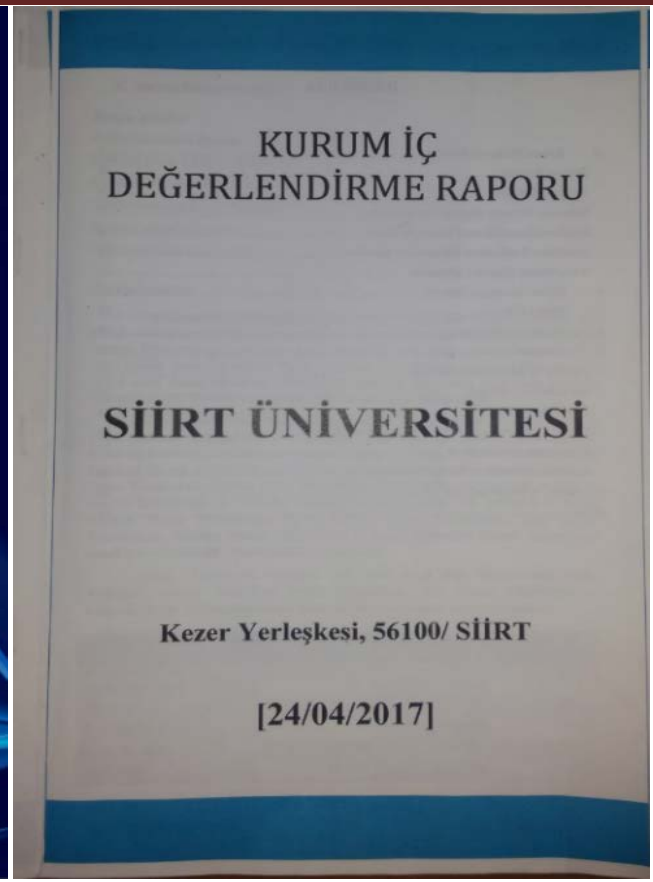 KURUM İÇ
DEĞERLENDİRME RAPORU
SİİRT ÜNİVERSİTESİ
Kezer Yerleşkesi, 56100/ SİİRT
[24/04/2017]